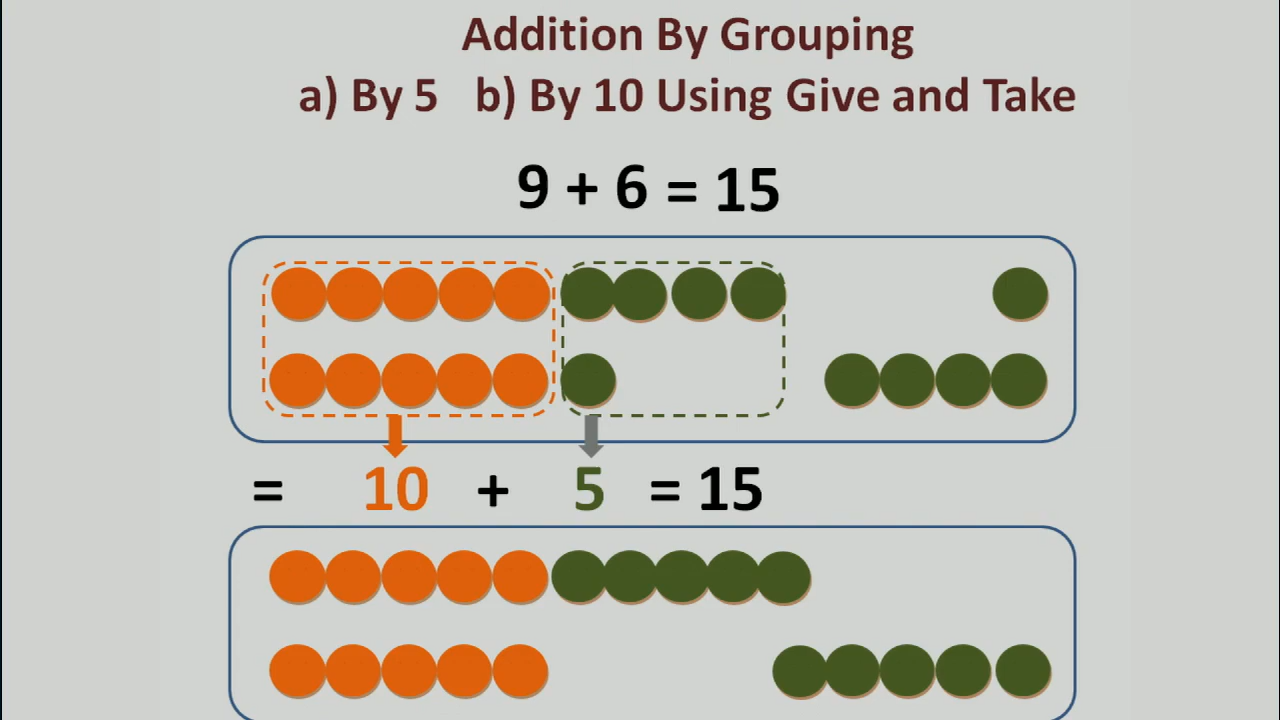 Addition By Grouping
a) By 5 b) By 10 Using Give and Take
9 + 6 = 15
= 10 + 5 = 15